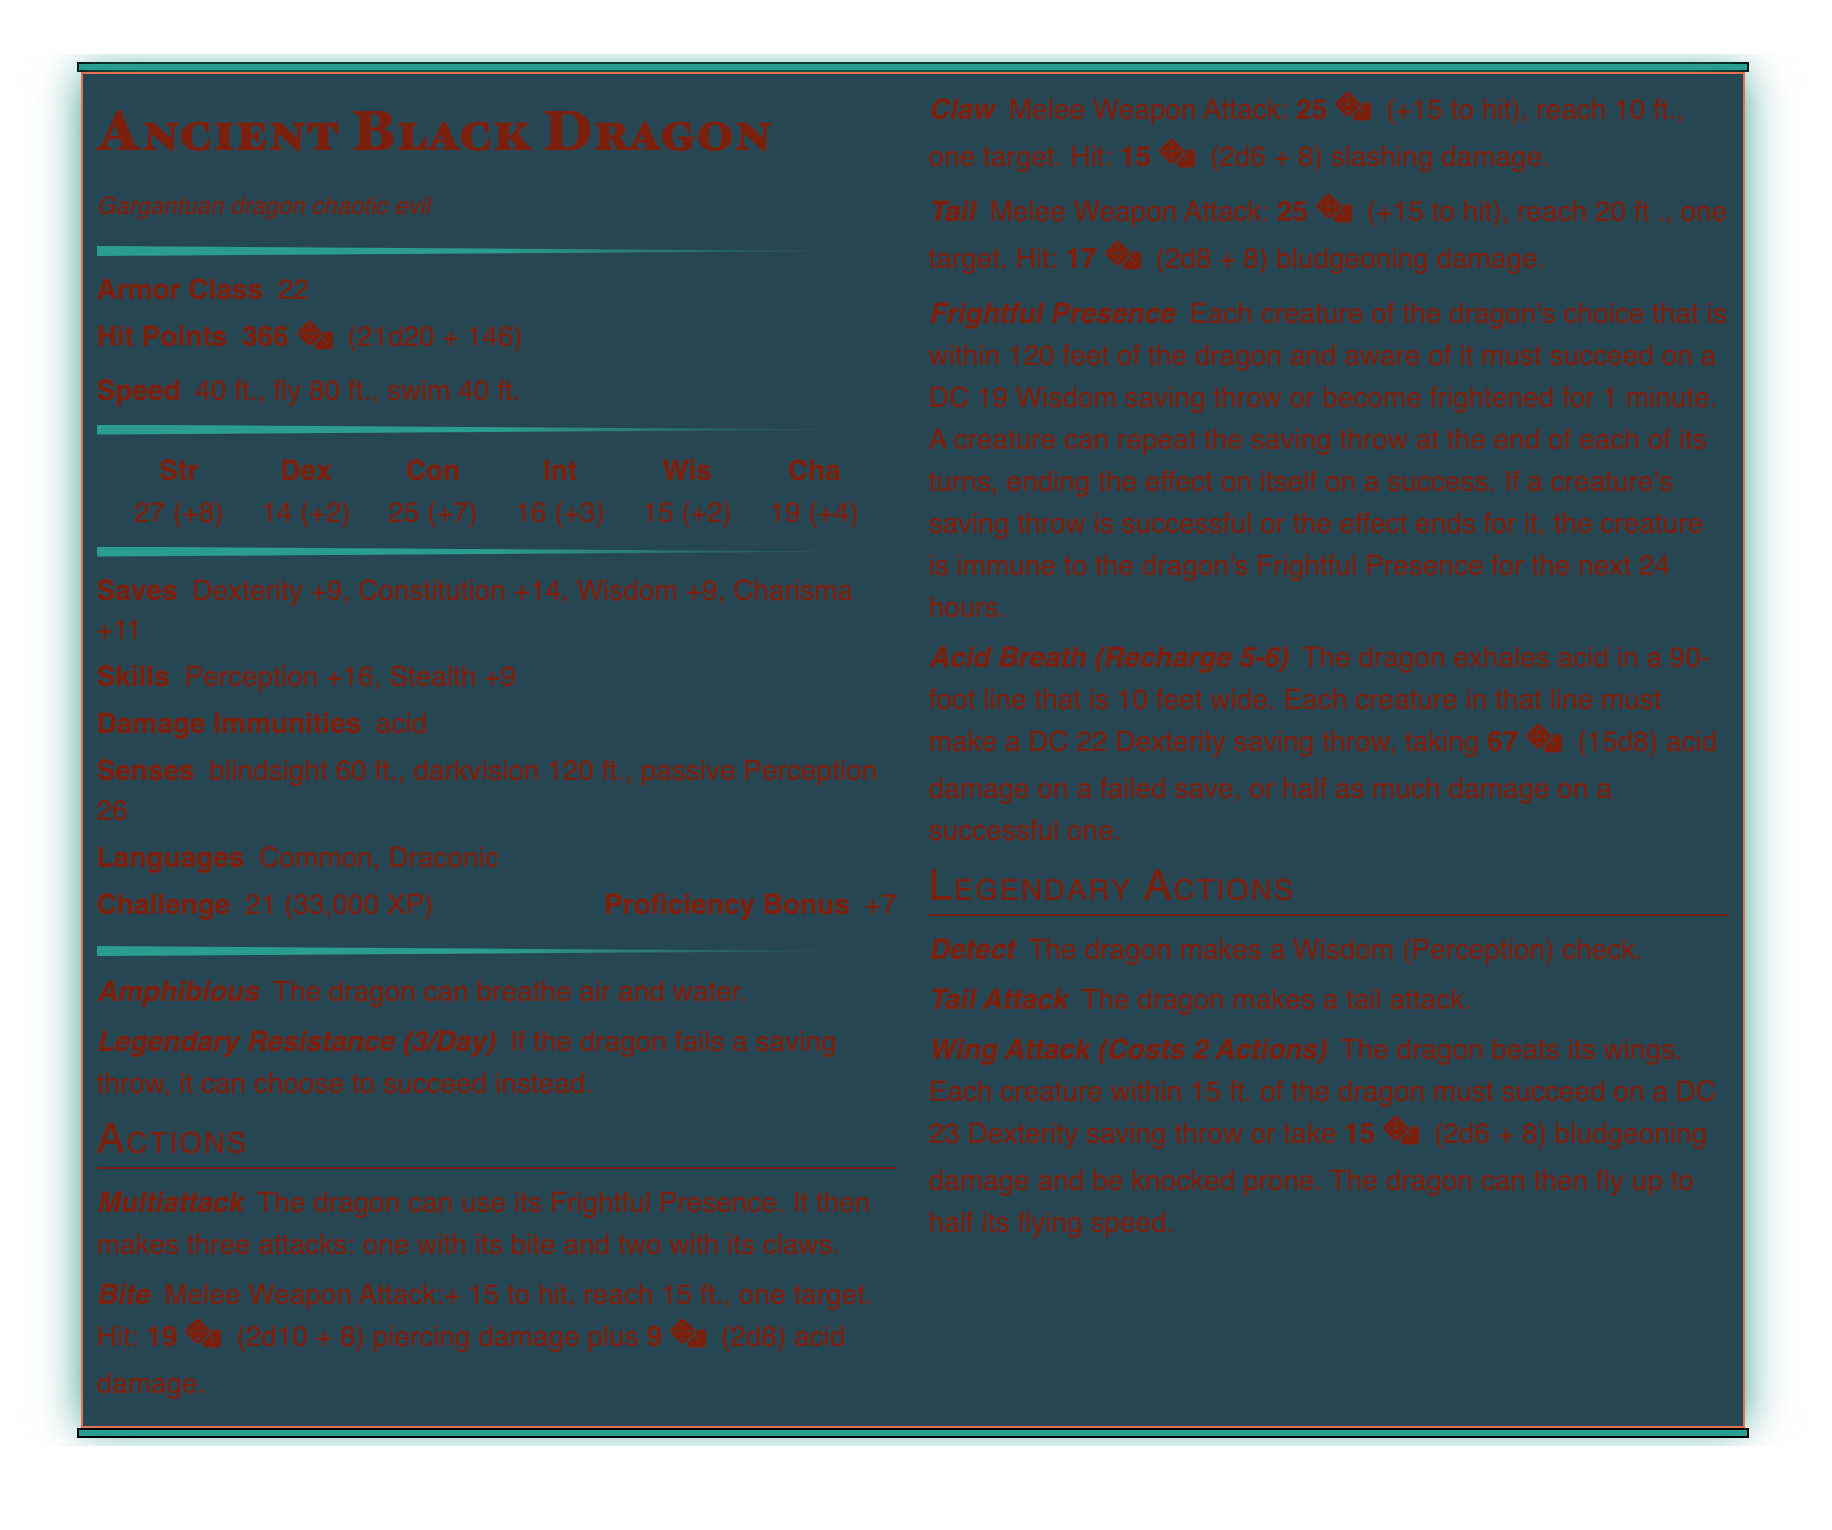 Ancient Black Dragon
Gargantuan dragon chaotic evil
Armor Class 22
Hit Points 366 (21d20 + 146)
Speed 40 ft., fly 80 ft., swim 40 ft.
Str Dex Con Int Wis Cha
27 (+8) 14 (+2) 25 (+7) 16 (+3) 15 (+2) 19 (+4)
Saves Dexterity +9, Constitution +14, Wisdom +9, Charisma
+11
Skills Perception +16, Stealth +9
Damage Immunities acid
Senses blindsight 60 ft., darkvision 120 ft., passive Perception
26
Languages Common, Draconic
Challenge 21 (33,000 XP) Proficiency Bonus +7
Amphibious The dragon can breathe air and water.
Legendary Resistance (3/Day) If the dragon fails a saving
throw, it can choose to succeed instead.
Actions
Multiattack The dragon can use its Frightful Presence. It then
makes three attacks: one with its bite and two with its claws.
Bite Melee Weapon Attack:+ 15 to hit, reach 15 ft., one target.
Hit: 19 (2d10 + 8) piercing damage plus 9 (2d8) acid
damage.
Claw Melee Weapon Attack: 25 (+15 to hit), reach 10 ft.,
one target. Hit: 15 (2d6 + 8) slashing damage.
Tail Melee Weapon Attack: 25 (+15 to hit), reach 20 ft ., one
target. Hit: 17 (2d8 + 8) bludgeoning damage.
Frightful Presence Each creature of the dragon's choice that is
within 120 feet of the dragon and aware of it must succeed on a
DC 19 Wisdom saving throw or become frightened for 1 minute.
A creature can repeat the saving throw at the end of each of its
turns, ending the effect on itself on a success. If a creature's
saving throw is successful or the effect ends for it, the creature
is immune to the dragon's Frightful Presence for the next 24
hours.
Acid Breath (Recharge 5-6) The dragon exhales acid in a 90-
foot line that is 10 feet wide. Each creature in that line must
make a DC 22 Dexterity saving throw, taking 67 (15d8) acid
damage on a failed save, or half as much damage on a
successful one.
Legendary Actions
Detect The dragon makes a Wisdom (Perception) check.
Tail Attack The dragon makes a tail attack.
Wing Attack (Costs 2 Actions) The dragon beats its wings.
Each creature within 15 ft. of the dragon must succeed on a DC
23 Dexterity saving throw or take 15 (2d6 + 8) bludgeoning
damage and be knocked prone. The dragon can then fly up to
half its flying speed.